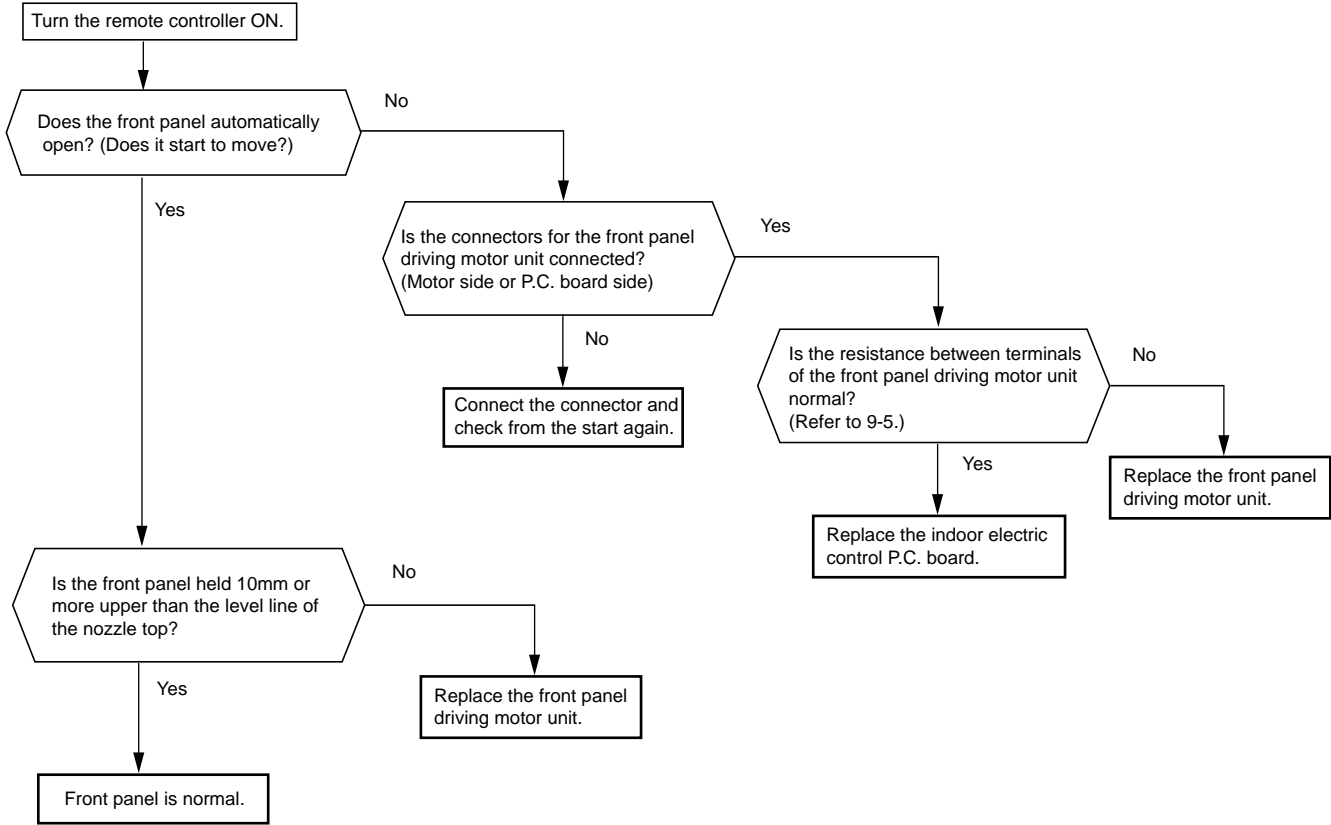 Turn the remote controller ON.
Does the front panel automatically
open? (Does it start to move?)
No
Yes
Is the connectors for the front panel
driving motor unit connected?
(Motor side or P.C. board side)
Yes
No
Connect the connector and
check from the start again.
Is the resistance between terminals
of the front panel driving motor unit
normal?
(Refer to 9-5.)
No
Yes
Replace the front panel
driving motor unit.
Replace the indoor electric
control P.C. board.
Is the front panel held 10mm or
more upper than the level line of
the nozzle top?
No
Yes
Replace the front panel
driving motor unit.
Front panel is normal.